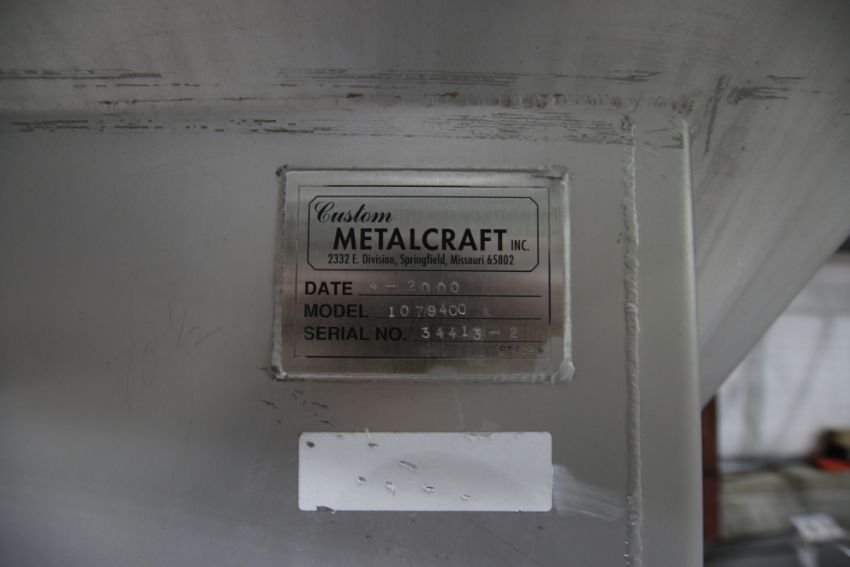 Custom
METALCRAFT INC.
2332 E. Division, Springfield, Missouri 65802
DATE 4-2000
MODEL 1079400
SERIAL NO. 34413-2